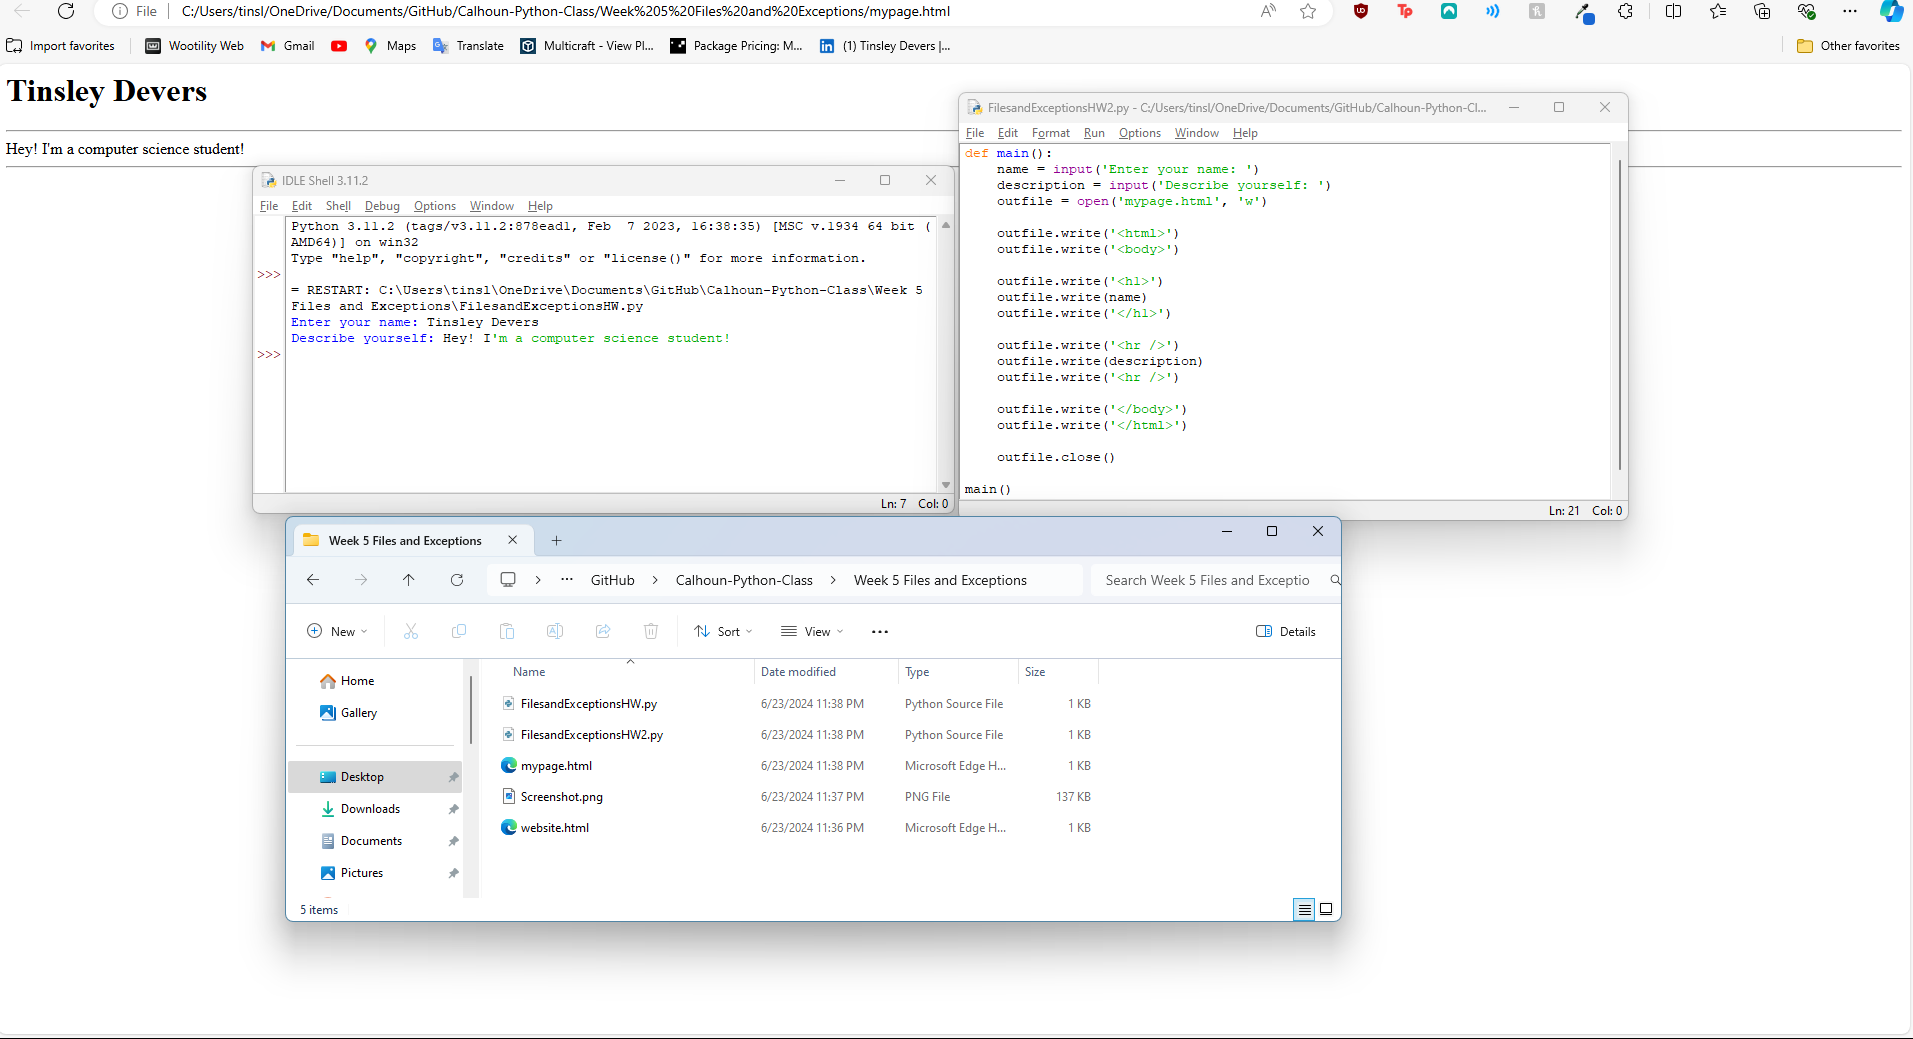 File C:/Users/tinsl/OneDrive/Documents/GitHub/Calhoun-Python-Class/Week%205%20Files%20and%20Exceptions/mypage.html
Import favorites Wootility Web Gmail Maps Translate Multicraft - View Pl... Package Pricing: M... (1) Tinsley Devers |... Other favorites
Tinsley Devers
Hey! I'm a computer science student!
IDLE Shell 3.11.2
File Edit Shell Debug Options Window Help
Python 3.11.2 (tags/v3.11.2:878ead1, Feb  7 2023, 16:38:35) [MSC v.1934 64 bit (
AMD64)] on win32
Type "help", "copyright", "credits" or "license()" for more information.
>>>
= RESTART: C:\Users\tinsl\OneDrive\Documents\GitHub\Calhoun-Python-Class\Week 5
Files and Exceptions\FilesandExceptionsHW.py
Enter your name: Tinsley Devers
Describe yourself: Hey! I'm a computer science student!
>>>
Ln: 7 Col: 0
FilesandExceptionsHW2.py - C:/Users/tinsl/OneDrive/Documents/GitHub/Calhoun-Python-Cl...
File Edit Format Run Options Window Help
def main():
    name = input('Enter your name: ')
    description = input('Describe yourself: ')
    outfile = open('mypage.html', 'w')
    outfile.write('<html>')
    outfile.write('<body>')
    outfile.write('<h1>')
    outfile.write(name)
    outfile.write('</h1>')
    outfile.write('<hr />')
    outfile.write(description)
    outfile.write('<hr />')
    outfile.write('</body>')
    outfile.write('</html>')
    outfile.close()
main()
Ln: 21 Col: 0
Week 5 Files and Exceptions
GitHub > Calhoun-Python-Class > Week 5 Files and Exceptions Search Week 5 Files and Exceptio
New Sort View Details
Home
Gallery
Desktop
Downloads
Documents
Pictures
Name Date modified Type Size
FilesandExceptionsHW.py 6/23/2024 11:38 PM Python Source File 1 KB
FilesandExceptionsHW2.py 6/23/2024 11:38 PM Python Source File 1 KB
mypage.html 6/23/2024 11:38 PM Microsoft Edge H... 1 KB
Screenshot.png 6/23/2024 11:37 PM PNG File 137 KB
website.html 6/23/2024 11:36 PM Microsoft Edge H... 1 KB
5 items